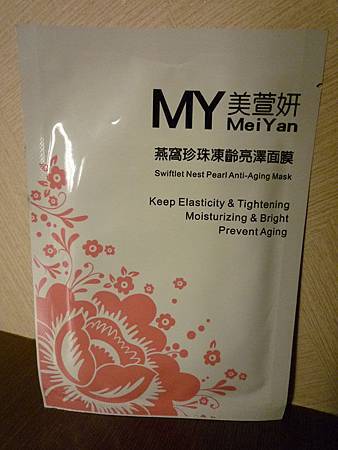 MY 美萱妍
MeiYan
燕窩珍珠凍齡亮澤面膜
Swiftlet Nest Pearl Anti-Aging Mask
Keep Elasticity & Tightening
Moisturizing & Bright
Prevent Aging